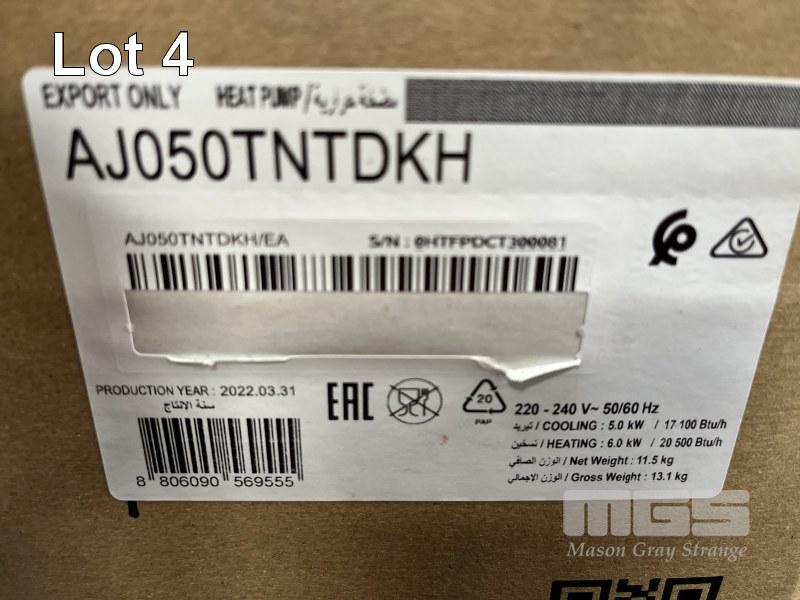 Lot 4
EXPORT ONLY HEAT PUMP/مضخة حرارية
AJ050TNTDKH
AJ050TNTDKH/EA S/N : 0HTFPDCT300081
PRODUCTION YEAR : 2022.03.31
سنة الانتاج
EAC
20
PAP
220 - 240 V~ 50/60 Hz
تبريد / COOLING : 5.0 kW / 17 100 Btu/h
تسخين / HEATING : 6.0 kW / 20 500 Btu/h
الوزن الصافي / Net Weight : 11.5 kg
الوزن الاجمالي / Gross Weight : 13.1 kg
8 806090 569555
MGS
Mason Gray Strange